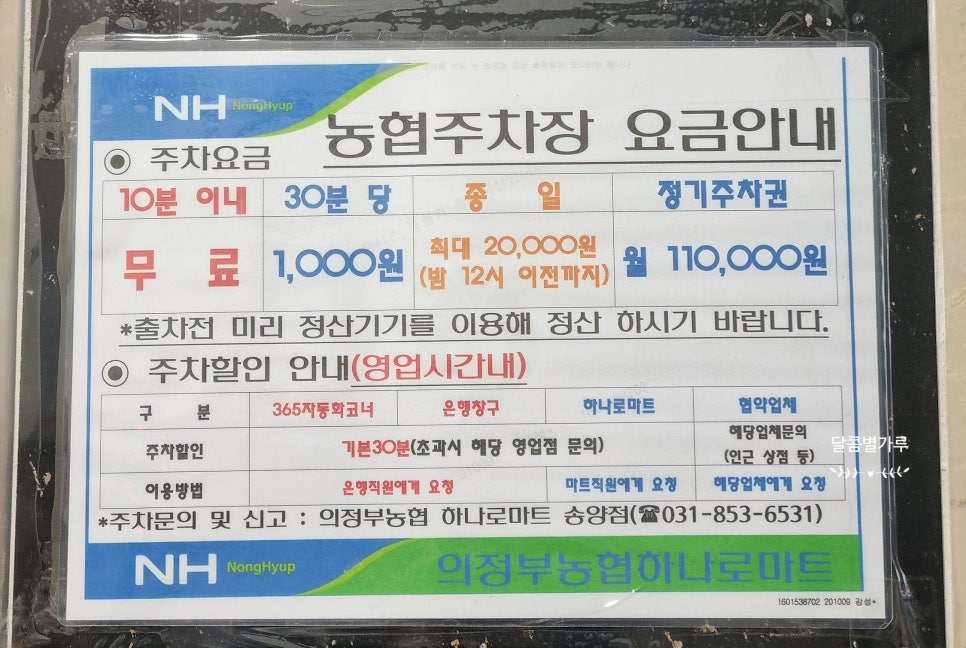 NH NongHyup
농협주차장 요금안내
◉ 주차요금
10분 이내 30분 당 종 일 정기주차권
무 료 1,000원 최대 20,000원 월 110,000원
(밤 12시 이전까지)
*출차전 미리 정산기기를 이용해 정산 하시기 바랍니다.
◉ 주차할인 안내(영업시간내)
구 분 365자동화코너 은행창구 하나로마트 협약업체
주차할인 기본30분(초과시 해당 영업점 문의) 해당업체문의
(인근 상점 등)
이용방법 은행직원에게 요청 마트직원에게 요청 해당업체에게 요청
*주차문의 및 신고 : 의정부농협 하나로마트 송양점(☎031-853-6531)
NH NongHyup 의정부농협하나로마트
1601538702 201009
달콤별가루